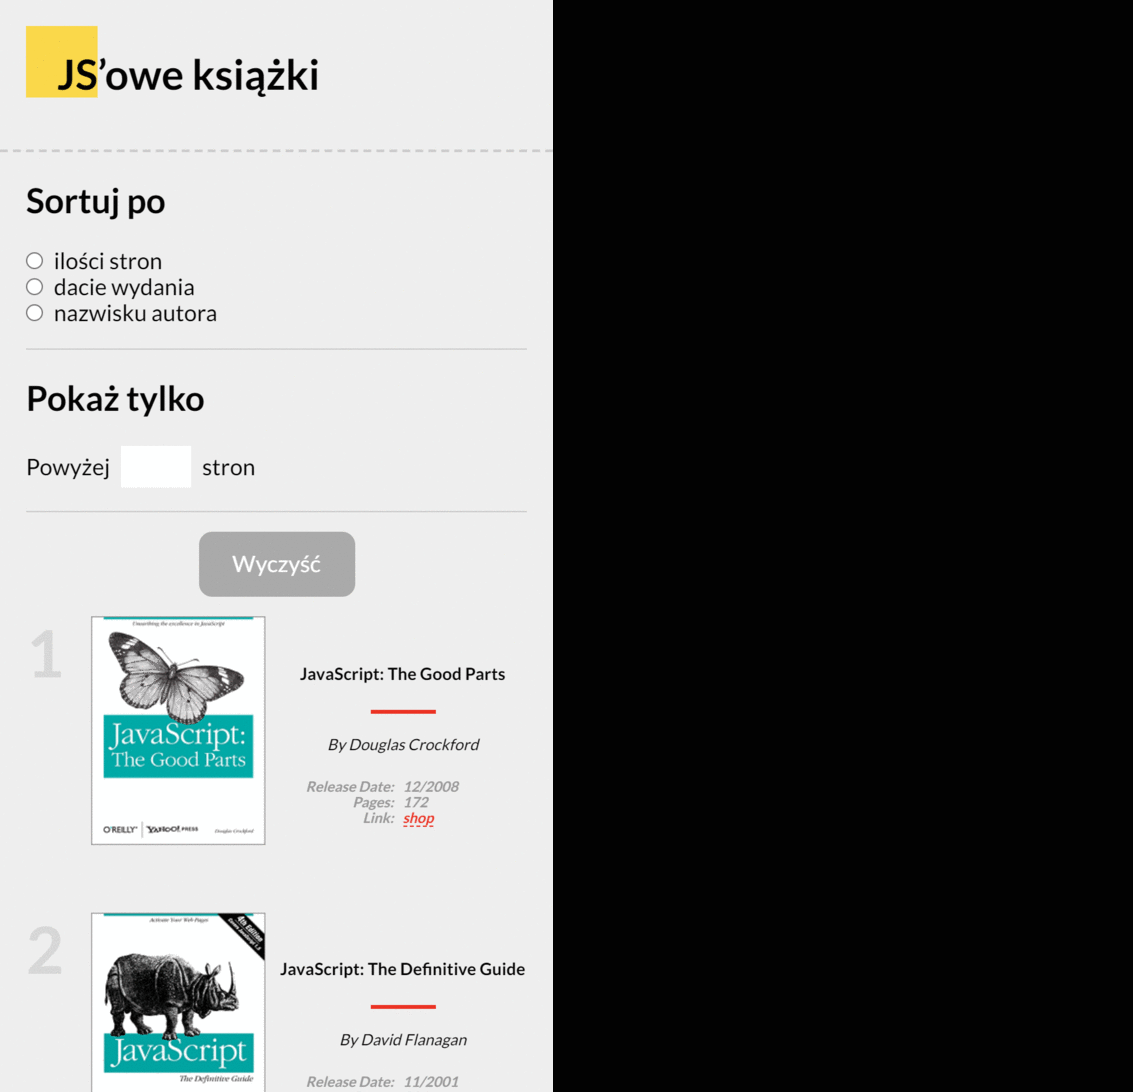 JS’owe książki
Sortuj po
ilości stron
dacie wydania
nazwisku autora
Pokaż tylko
Powyżej stron
Wyczyść
1
Unearthing the excellence in JavaScript
JavaScript:
The Good Parts
O'REILLY® YAHOO! PRESS
Douglas Crockford
JavaScript: The Good Parts
By Douglas Crockford
Release Date: 12/2008
Pages: 172
Link: shop
2
Activate Your Web Pages
4th Edition
JavaScript
The Definitive Guide
JavaScript: The Definitive Guide
By David Flanagan
Release Date: 11/2001